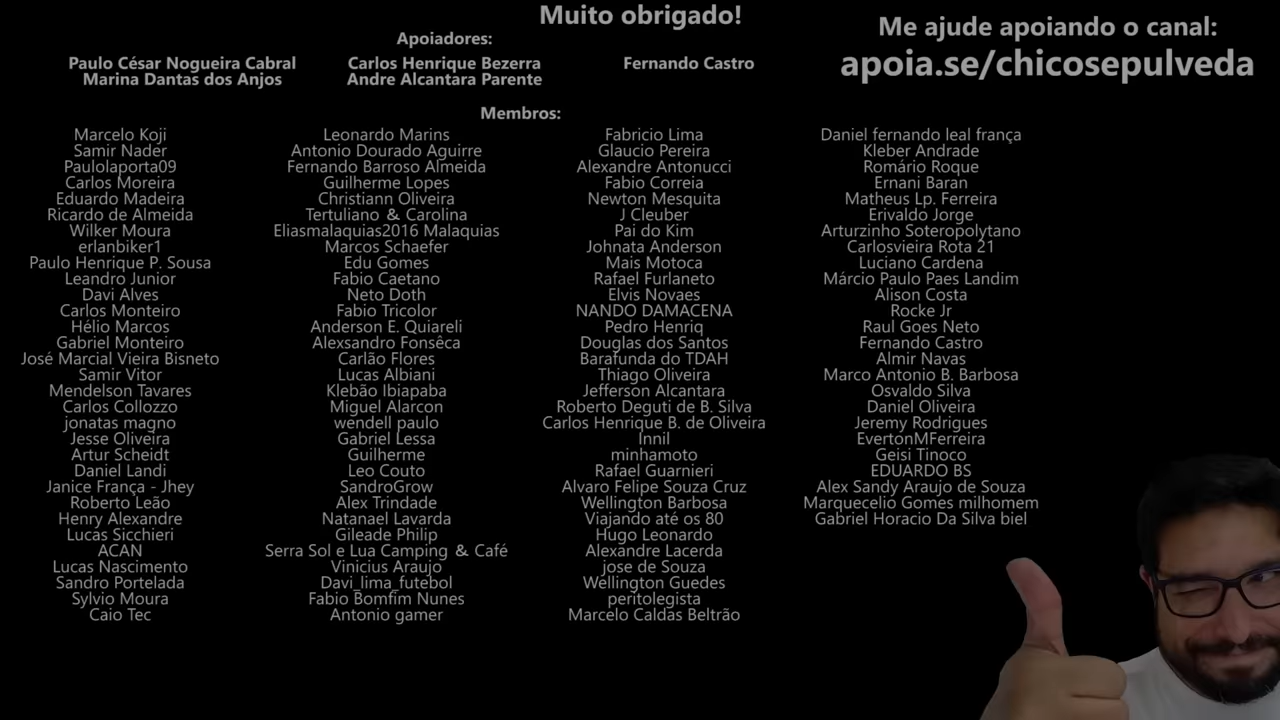 Muito obrigado!
Me ajude apoiando o canal:
apoia.se/chicosepulveda
Apoiadores:
Paulo César Nogueira Cabral
Marina Dantas dos Anjos
Carlos Henrique Bezerra
Andre Alcantara Parente
Fernando Castro
Membros:
Marcelo Koji
Samir Nader
Paulolaporta09
Carlos Moreira
Eduardo Madeira
Ricardo de Almeida
Wilker Moura
erlanbiker1
Paulo Henrique P. Sousa
Leandro Junior
Davi Alves
Carlos Monteiro
Hélio Marcos
Gabriel Monteiro
José Marcial Vieira Bisneto
Samir Vitor
Mendelson Tavares
Carlos Collozzo
jonatas magno
Jesse Oliveira
Artur Scheidt
Daniel Landi
Janice França - Jhey
Roberto Leão
Henry Alexandre
Lucas Sicchieri
ACAN
Lucas Nascimento
Sandro Portelada
Sylvio Moura
Caio Tec
Leonardo Marins
Antonio Dourado Aguirre
Fernando Barroso Almeida
Guilherme Lopes
Christiann Oliveira
Tertuliano & Carolina
Eliasmalaquias2016 Malaquias
Marcos Schaefer
Edu Gomes
Fabio Caetano
Neto Doth
Fabio Tricolor
Anderson E. Quiareli
Alexsandro Fonsêca
Carlão Flores
Lucas Albiani
Klebão Ibiapaba
Miguel Alarcon
wendell paulo
Gabriel Lessa
Guilherme
Leo Couto
SandroGrow
Alex Trindade
Natanael Lavarda
Gileade Philip
Serra Sol e Lua Camping & Café
Vinicius Araujo
Davi_lima_futebol
Fabio Bomfim Nunes
Antonio gamer
Fabricio Lima
Glaucio Pereira
Alexandre Antonucci
Fabio Correia
Newton Mesquita
J Cleuber
Pai do Kim
Johnata Anderson
Mais Motoca
Rafael Furlaneto
Elvis Novaes
NANDO DAMACENA
Pedro Henriq
Douglas dos Santos
Barafunda do TDAH
Thiago Oliveira
Jefferson Alcantara
Roberto Deguti de B. Silva
Carlos Henrique B. de Oliveira
Innil
minhamoto
Rafael Guarnieri
Alvaro Felipe Souza Cruz
Wellington Barbosa
Viajando até os 80
Hugo Leonardo
Alexandre Lacerda
jose de Souza
Wellington Guedes
peritolegista
Marcelo Caldas Beltrão
Daniel fernando leal frança
Kleber Andrade
Romário Roque
Ernani Baran
Matheus Lp. Ferreira
Erivaldo Jorge
Arturzinho Soteropolytano
Carlosvieira Rota 21
Luciano Cardena
Márcio Paulo Paes Landim
Alison Costa
Rocke Jr
Raul Goes Neto
Fernando Castro
Almir Navas
Marco Antonio B. Barbosa
Osvaldo Silva
Daniel Oliveira
Jeremy Rodrigues
EvertonMFerreira
Geisi Tinoco
EDUARDO BS
Alex Sandy Araujo de Souza
Marquecelio Gomes milhomem
Gabriel Horacio Da Silva biel